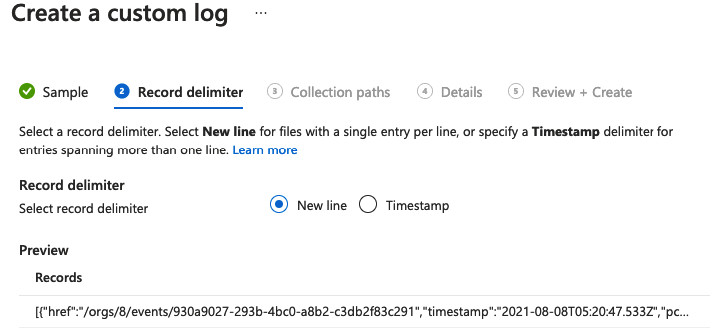 Create a custom log ...
Sample 2 Record delimiter 3 Collection paths 4 Details 5 Review + Create
Select a record delimiter. Select New line for files with a single entry per line, or specify a Timestamp delimiter for
entries spanning more than one line. Learn more
Record delimiter
Select record delimiter New line Timestamp
Preview
Records
[{"href":"/orgs/8/events/930a9027-293b-4bc0-a8b2-c3db2f83c291","timestamp":"2021-08-08T05:20:47.533Z","pc...